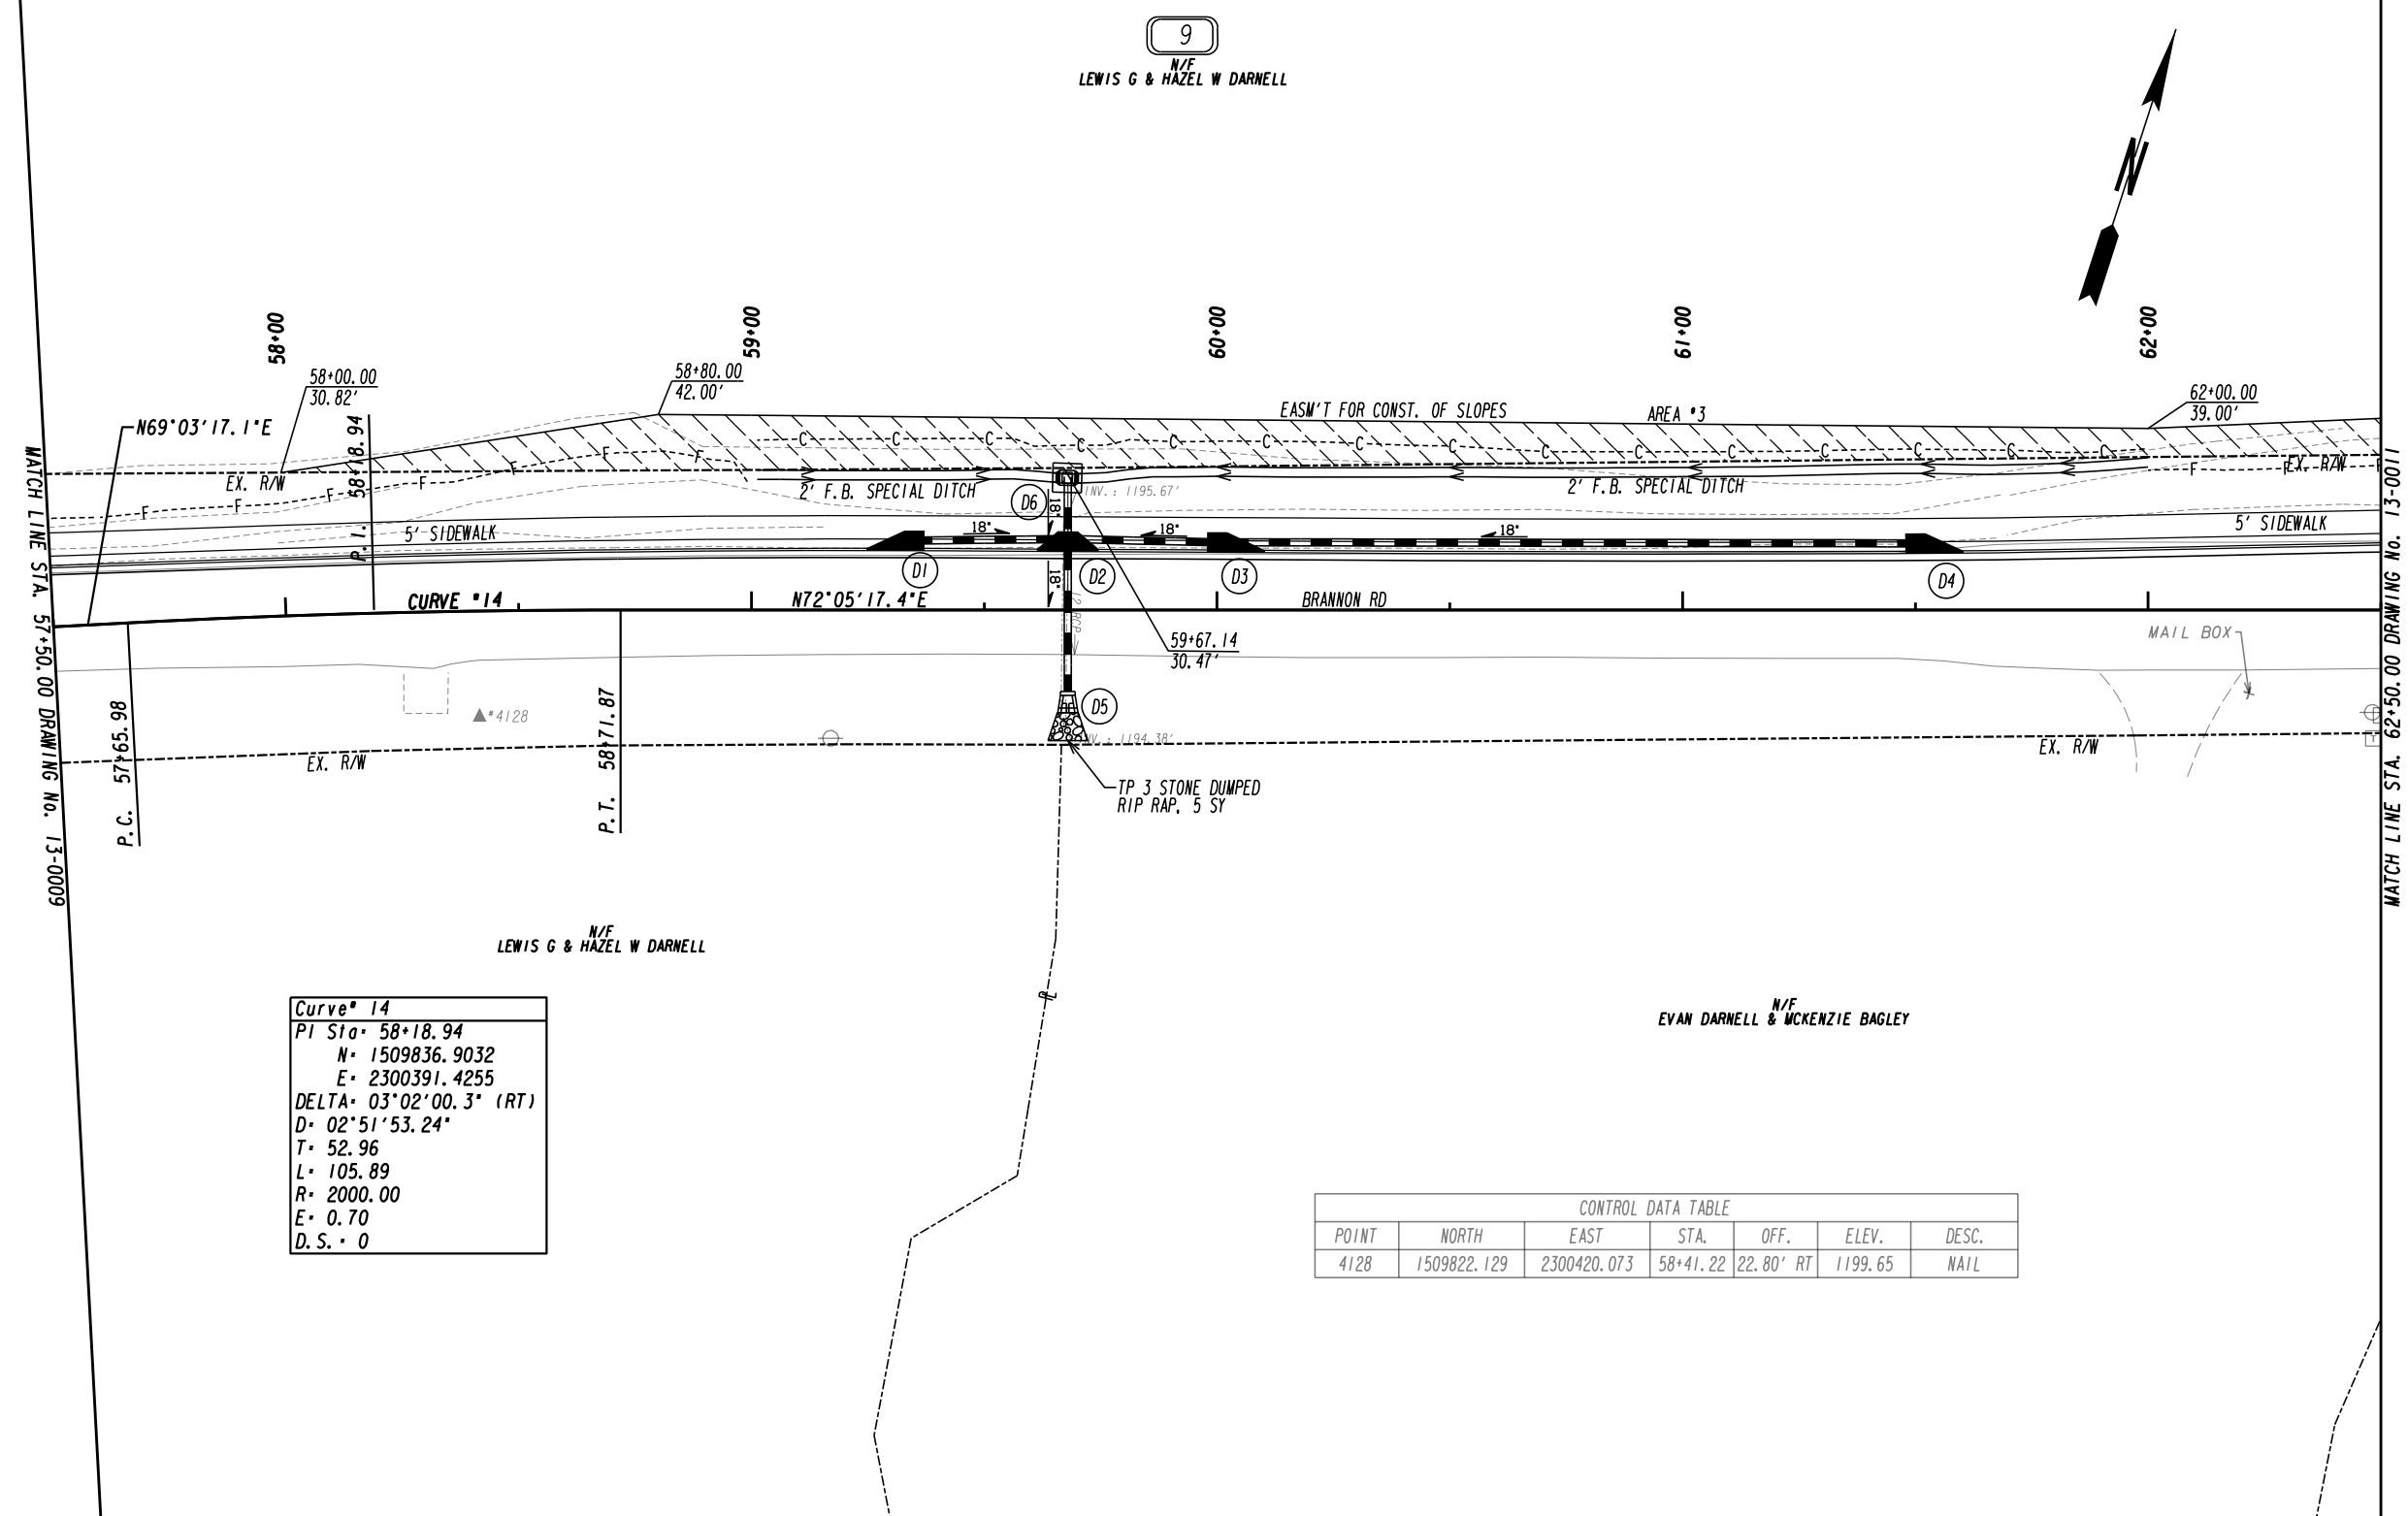 9
N/F
LEWIS G & HAZEL W DARNELL
N
58+00
59+00
60+00
61+00
62+00
58+00.00
30.82'
58+80.00
42.00'
62+00.00
39.00'
N69°03'17.1"E
P.I. 58+18.94
EASM'T FOR CONST. OF SLOPES
AREA #3
C C C C C C C C C C C C C C C
F F F F F F F F F
EX. R/W
EX. R/W
2' F.B. SPECIAL DITCH
2' F.B. SPECIAL DITCH
D6
INV.: 1195.67'
18"
5' SIDEWALK
5' SIDEWALK
18"
18"
18"
D1
D2
D3
D4
18"
CURVE #14
N72°05'17.4"E
BRANNON RD
59+67.14
30.47'
MAIL BOX
#4128
D5
INV.: 1194.38'
T
EX. R/W
EX. R/W
P.C. 57+65.98
P.T. 58+71.87
TP 3 STONE DUMPED
RIP RAP, 5 SY
MATCH LINE STA. 57+50.00 DRAWING No. 13-0009
MATCH LINE STA. 62+50.00 DRAWING No. 13-0011
N/F
LEWIS G & HAZEL W DARNELL
N/F
EVAN DARNELL & MCKENZIE BAGLEY
PL
Curve# 14
PI Sta= 58+18.94
N= 1509836.9032
E= 2300391.4255
DELTA= 03°02'00.3" (RT)
D= 02°51'53.24"
T= 52.96
L= 105.89
R= 2000.00
E= 0.70
D.S. = 0
CONTROL DATA TABLE
POINT NORTH EAST STA. OFF. ELEV. DESC.
4128 1509822.129 2300420.073 58+41.22 22.80' RT 1199.65 NAIL